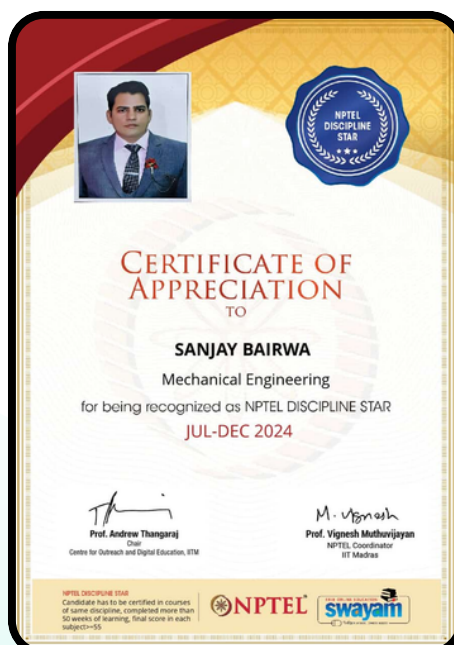 NPTEL
DISCIPLINE
STAR
CERTIFICATE OF
APPRECIATION
TO
SANJAY BAIRWA
Mechanical Engineering
for being recognized as NPTEL DISCIPLINE STAR
JUL-DEC 2024
M. Vignesh
Prof. Andrew Thangaraj
Chair
Centre for Outreach and Digital Education, IITM
Prof. Vignesh Muthuvijayan
NPTEL Coordinator
IIT Madras
NPTEL DISCIPLINE STAR
Candidate has to be certified in courses
of same discipline, completed more than
50 weeks of learning, final score in each
subject>=55
NPTEL
swayam